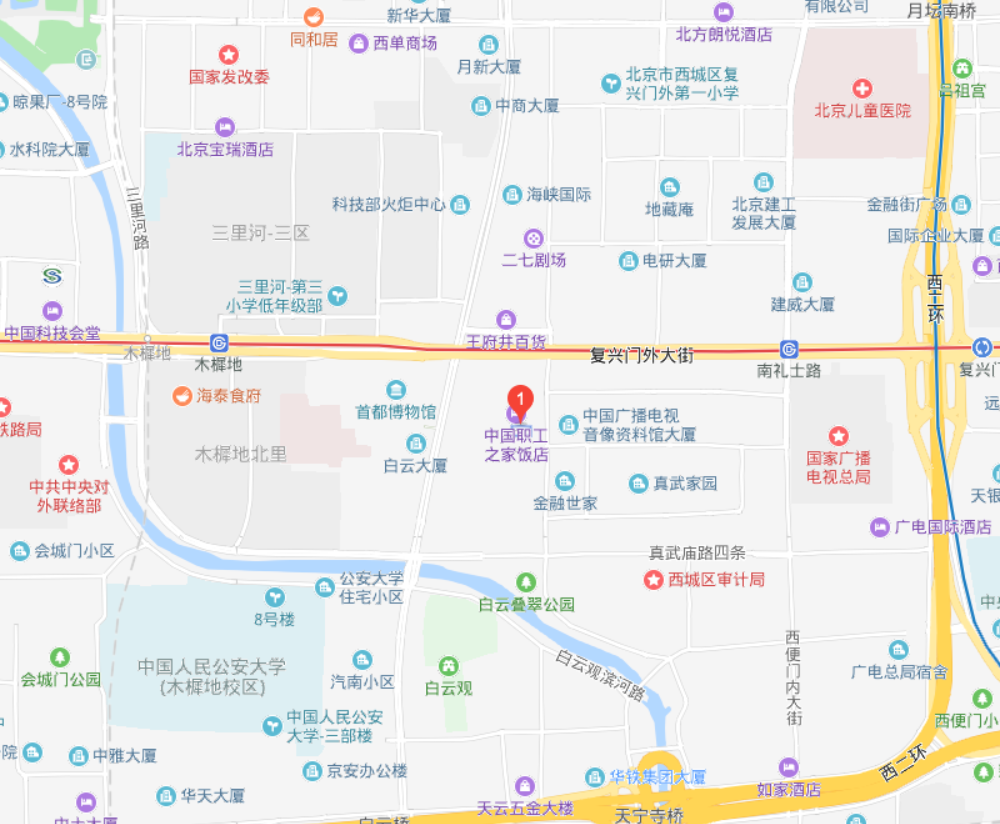 新华大厦
有限公司
月坛南桥
同和居
西单商场
北方朗悦酒店
国家发改委
月新大厦
北京市西城区复
兴门外第一小学
吕祖宫
晾果厂-8号院
中商大厦
北京儿童医院
水科院大厦
北京宝瑞酒店
三里河路
科技部火炬中心
海峡国际
地藏庵
北京建工
发展大厦
金融街广场
三里河-三区
国际企业大厦
二七剧场
电研大厦
三里河-第三
小学低年级部
建威大厦
西二环
中国科技会堂
王府井百货
木樨地
木樨地
复兴门外大街
南礼士路
复兴门
海泰食府
首都博物馆
1
中国广播电视
音像资料馆大厦
远
铁路局
中国职工
之家饭店
木樨地北里
白云大厦
国家广播
电视总局
中共中央对
外联络部
金融世家
真武家园
天银
广电国际酒店
会城门小区
真武庙路四条
公安大学
住宅小区
西城区审计局
8号楼
白云叠翠公园
中央
西便门内大街
中国人民公安大学
(木樨地校区)
会城门公园
汽南小区
白云观
白云观滨河路
广电总局宿舍
中国人民公安
大学-三部楼
西便门小
院
中雅大厦
西二环
京安办公楼
华铁集团大厦
如家酒店
华天大厦
天云五金大楼
天宁寺桥
白云桥
中土大厦